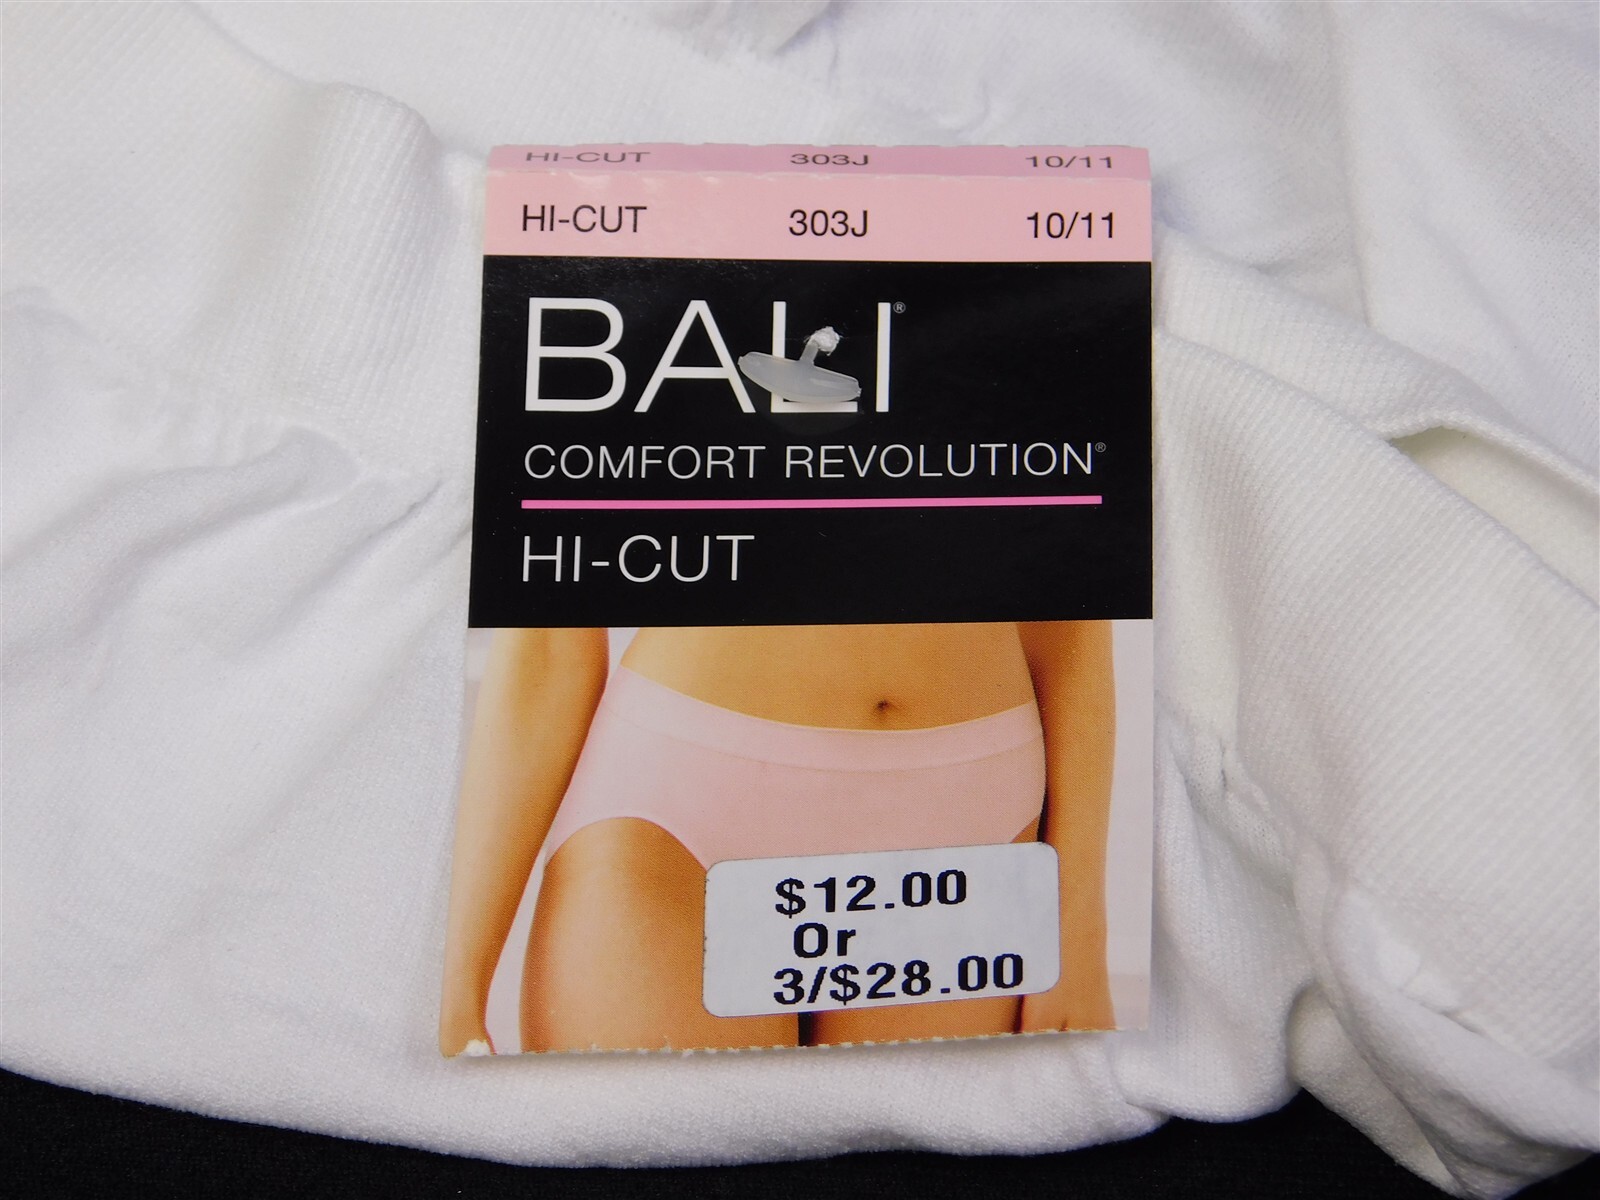 HI-CUT 303J 10/11
HI-CUT 303J 10/11
BALI®
COMFORT REVOLUTION®
HI-CUT
$12.00
Or
3/$28.00